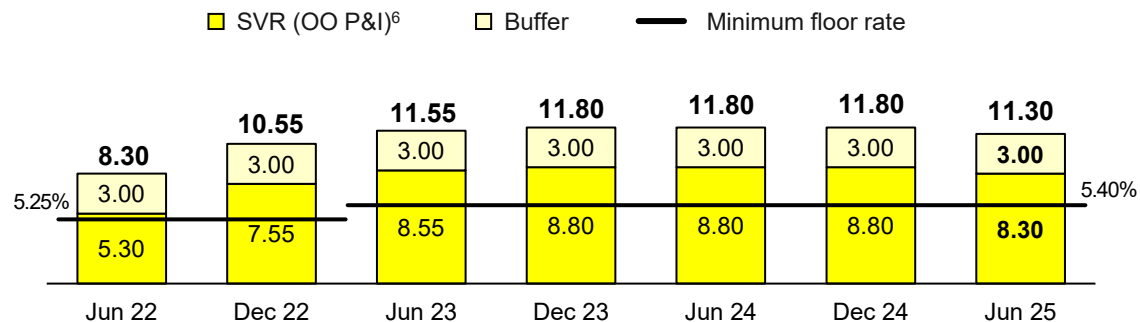 SVR (OO P&I)⁶ Buffer Minimum floor rate
8.30 10.55 11.55 11.80 11.80 11.80 11.30
3.00 3.00 3.00 3.00 3.00 3.00 3.00
5.25% 5.40%
5.30 7.55 8.55 8.80 8.80 8.80 8.30
Jun 22 Dec 22 Jun 23 Dec 23 Jun 24 Dec 24 Jun 25